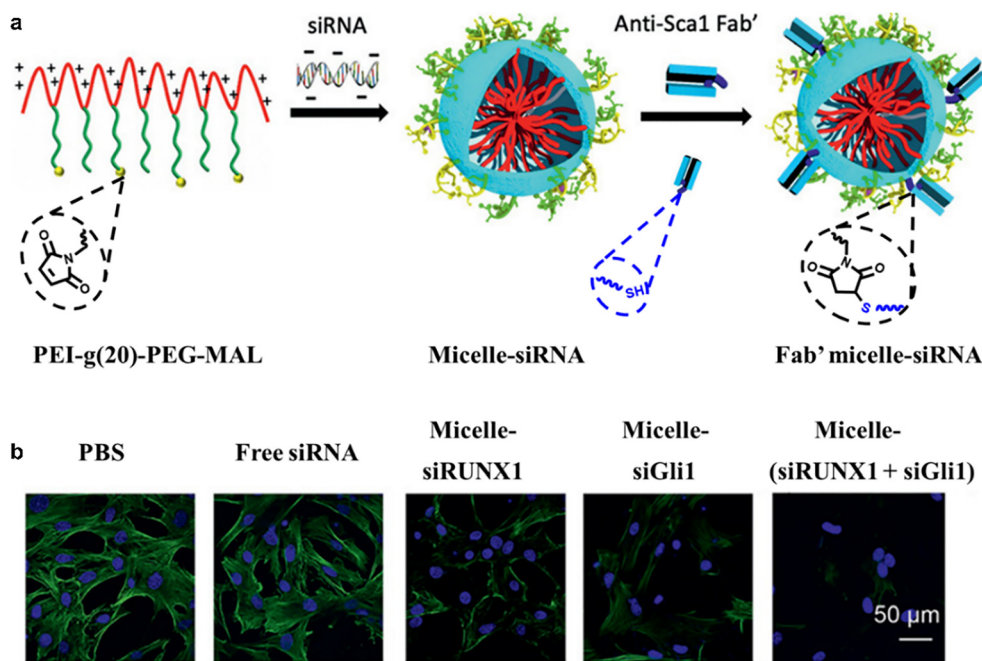 a
siRNA
Anti-Sca1 Fab'
+ + + + + + + + + + +
− − − − −
N
O
O
SH
N
O
O
S
PEI-g(20)-PEG-MAL
Micelle-siRNA
Fab' micelle-siRNA
b
PBS
Free siRNA
Micelle-
siRUNX1
Micelle-
siGli1
Micelle-
(siRUNX1 + siGli1)
50 µm